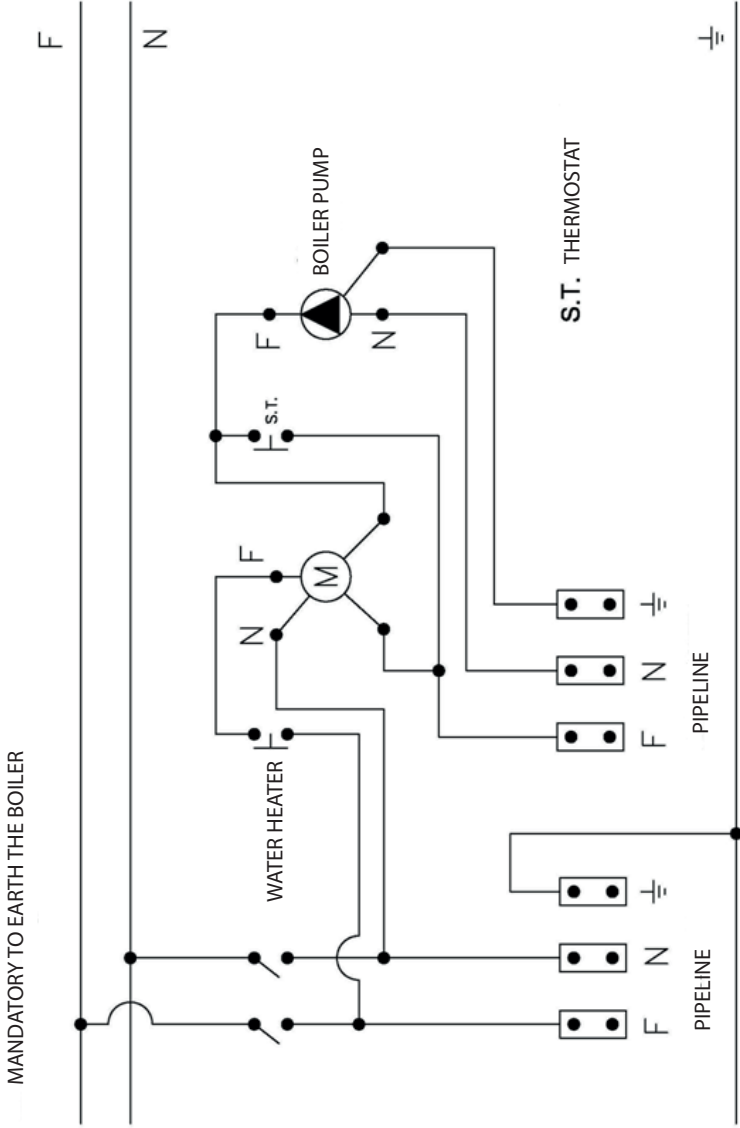 MANDATORY TO EARTH THE BOILER
F
N
BOILER PUMP
F
N
S.T.
S.T. THERMOSTAT
F
N
M
WATER HEATER
F
N
PIPELINE
F
N
PIPELINE